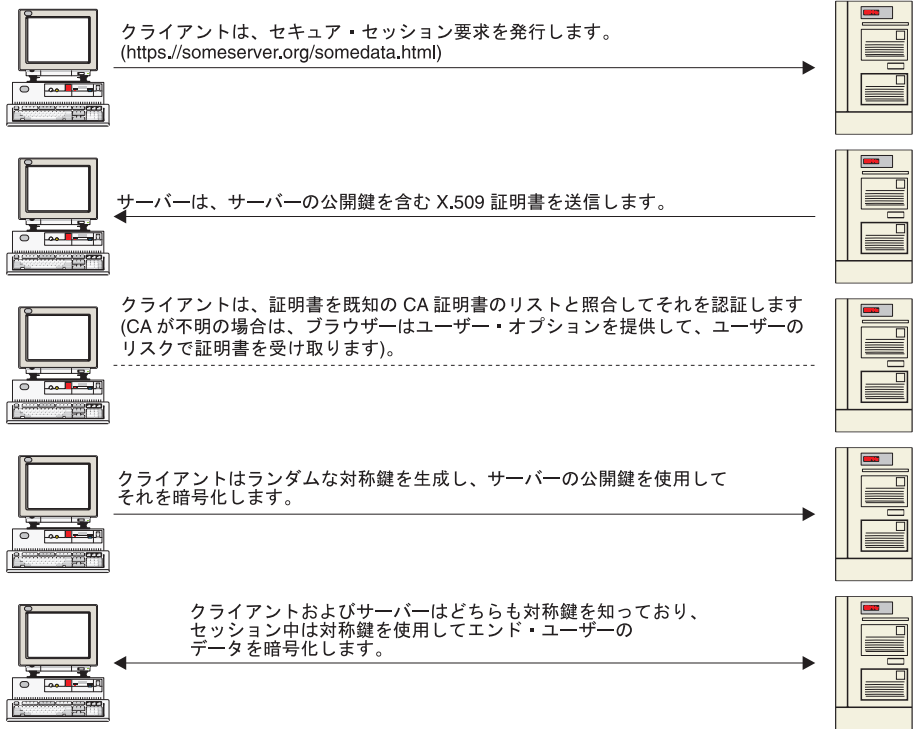 クライアントは、セキュア・セッション要求を発行します。
(https://someserver.org/somedata.html)
サーバーは、サーバーの公開鍵を含む X.509 証明書を送信します。
クライアントは、証明書を既知の CA 証明書のリストと照合してそれを認証します
(CA が不明の場合は、ブラウザーはユーザー・オプションを提供して、ユーザーの
リスクで証明書を受け取ります)。
クライアントはランダムな対称鍵を生成し、サーバーの公開鍵を使用して
それを暗号化します。
クライアントおよびサーバーはどちらも対称鍵を知っており、
セッション中は対称鍵を使用してエンド・ユーザーの
データを暗号化します。